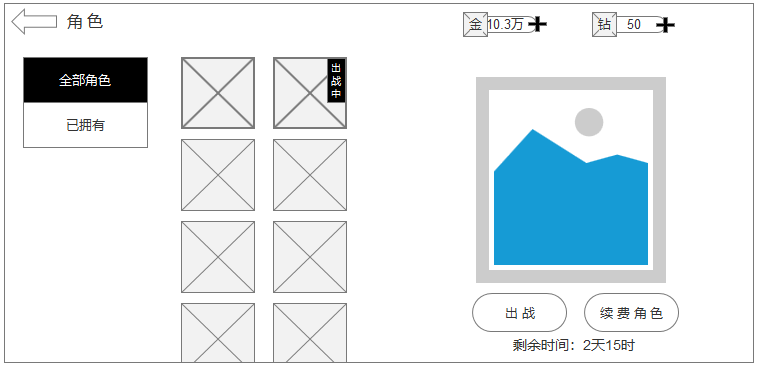 角色
金 10.3万
钻 50
全部角色
已拥有
出战中
出战
续费角色
剩余时间：2天15时